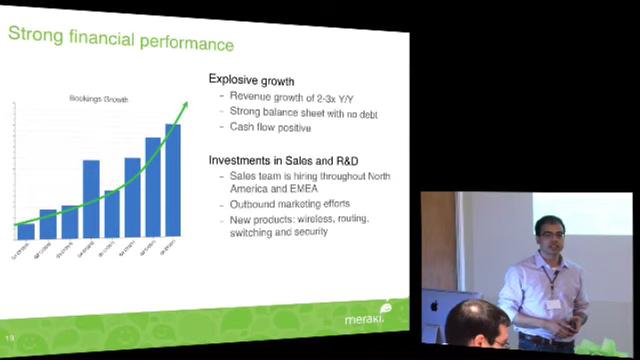 Strong financial performance
Bookings Growth
Explosive growth
– Revenue growth of 2-3x Y/Y
– Strong balance sheet with no debt
– Cash flow positive
Investments in Sales and R&D
– Sales team is hiring throughout North
America and EMEA
– Outbound marketing efforts
– New products: wireless, routing,
switching and security
meraki
19